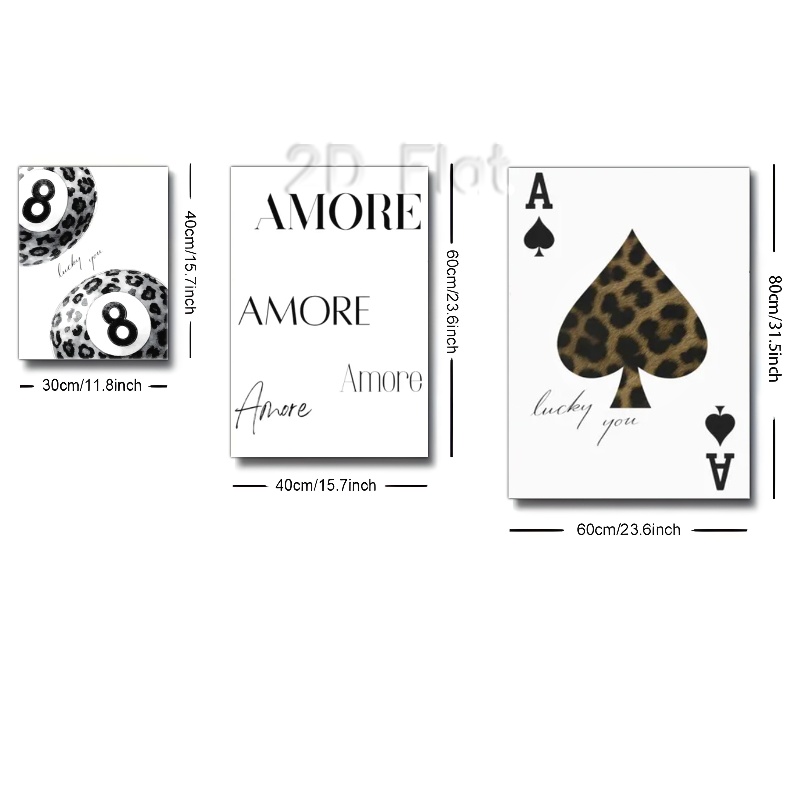 2D Flat
8
lucky you
8
40cm/15.7inch
30cm/11.8inch
AMORE
AMORE
Amore
Amore
60cm/23.6inch
40cm/15.7inch
A
lucky you
A
80cm/31.5inch
60cm/23.6inch